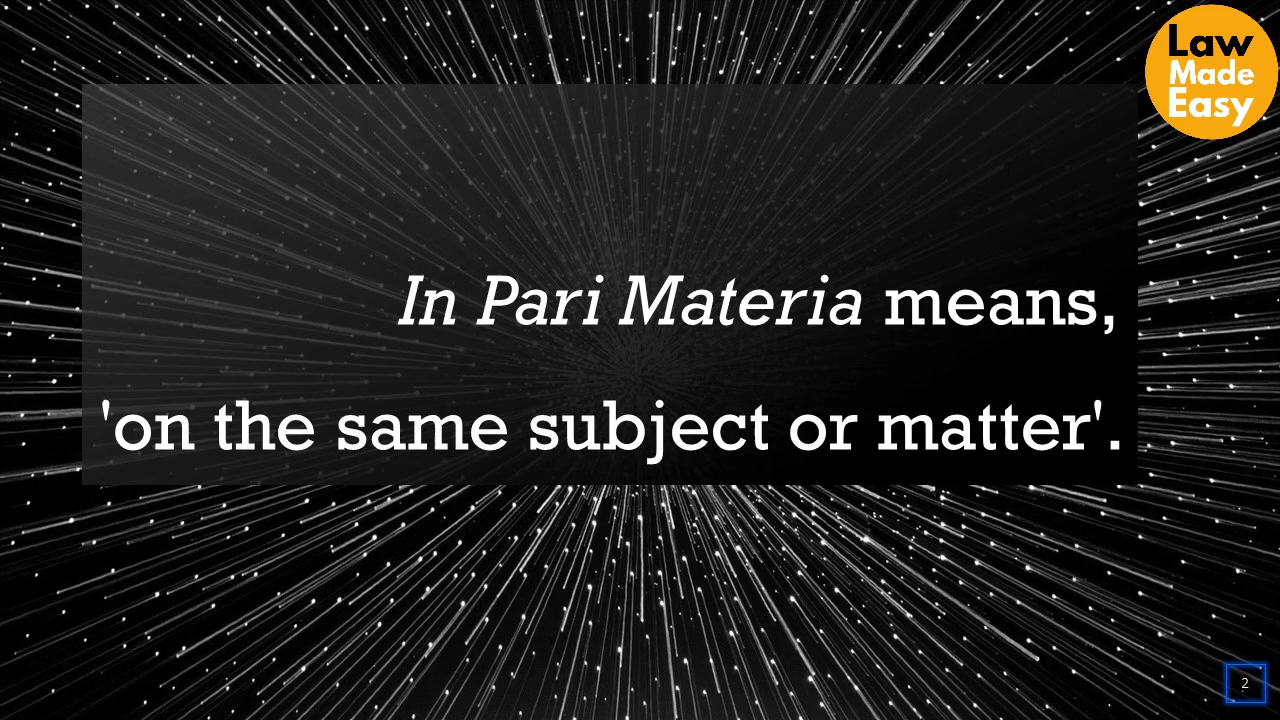 Law
Made
Easy
In Pari Materia means,
'on the same subject or matter'.
2